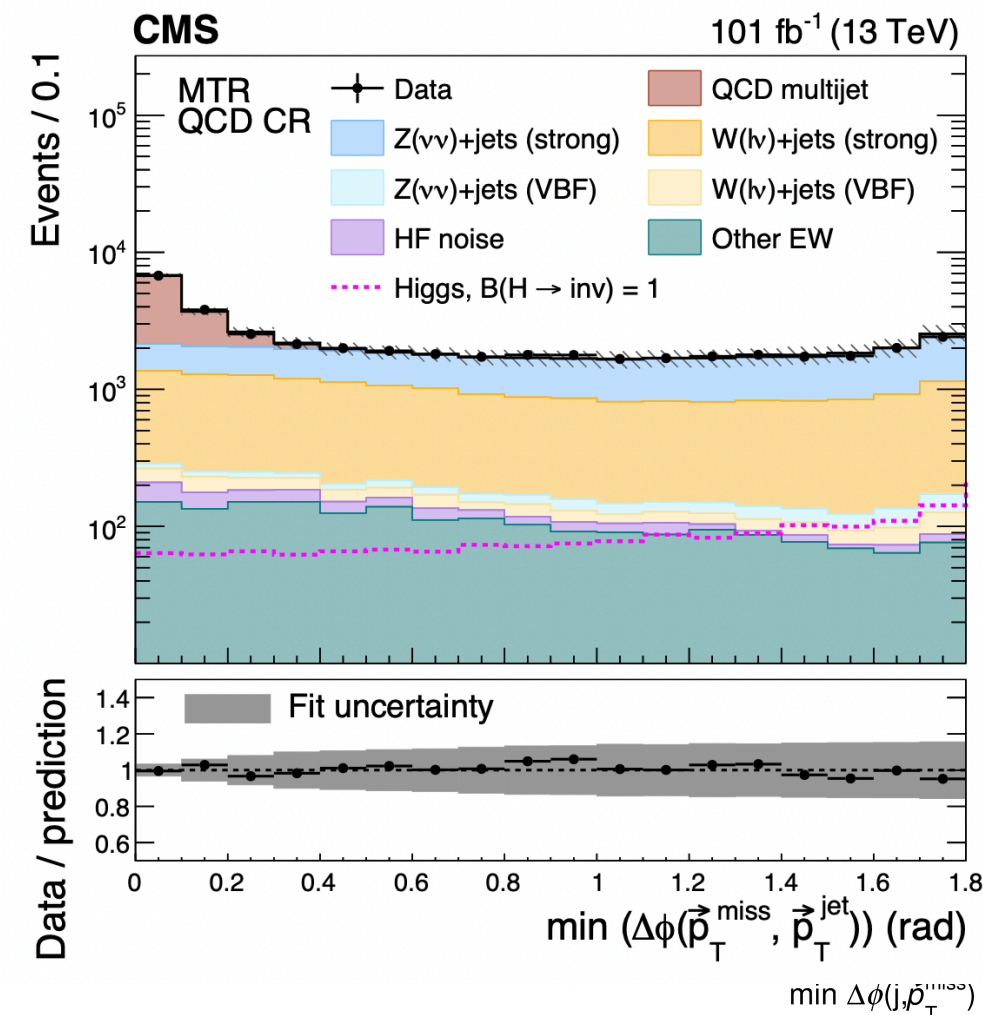 CMS 101 fb⁻¹ (13 TeV)
Events / 0.1
MTR
QCD CR
Data
QCD multijet
Z(νν)+jets (strong)
W(lν)+jets (strong)
Z(νν)+jets (VBF)
W(lν)+jets (VBF)
HF noise
Other EW
Higgs, B(H → inv) = 1
10⁵
10⁴
10³
10²
Data / prediction
Fit uncertainty
1.4
1.2
1
0.8
0.6
0 0.2 0.4 0.6 0.8 1 1.2 1.4 1.6 1.8
min (Δϕ(p⃗_T^miss, p⃗_T^jet)) (rad)
min Δϕ(j,p⃗_T^miss)